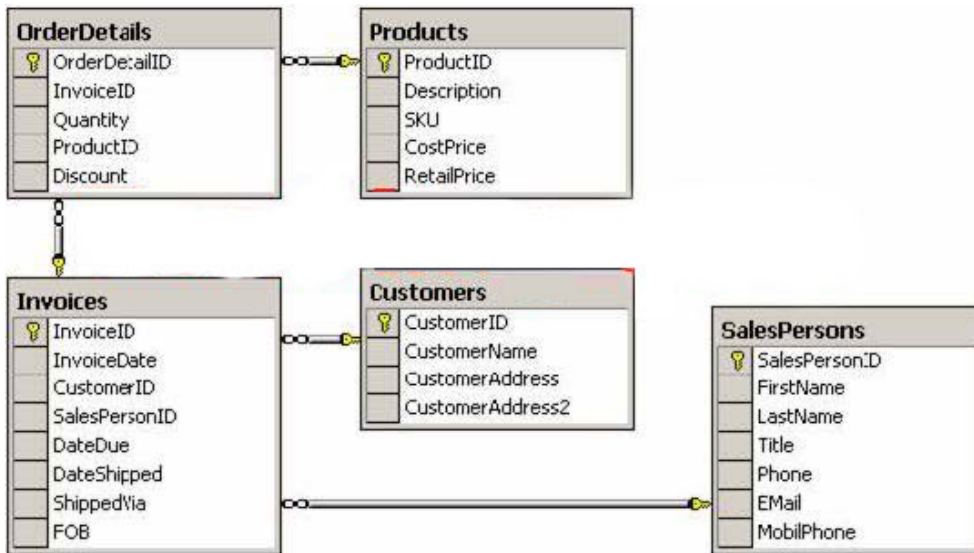 OrderDetails
OrderDetailID
InvoiceID
Quantity
ProductID
Discount
Products
ProductID
Description
SKU
CostPrice
RetailPrice
Invoices
InvoiceID
InvoiceDate
CustomerID
SalesPersonID
DateDue
DateShipped
ShippedVia
FOB
Customers
CustomerID
CustomerName
CustomerAddress
CustomerAddress2
SalesPersons
SalesPersonID
FirstName
LastName
Title
Phone
EMail
MobilPhone